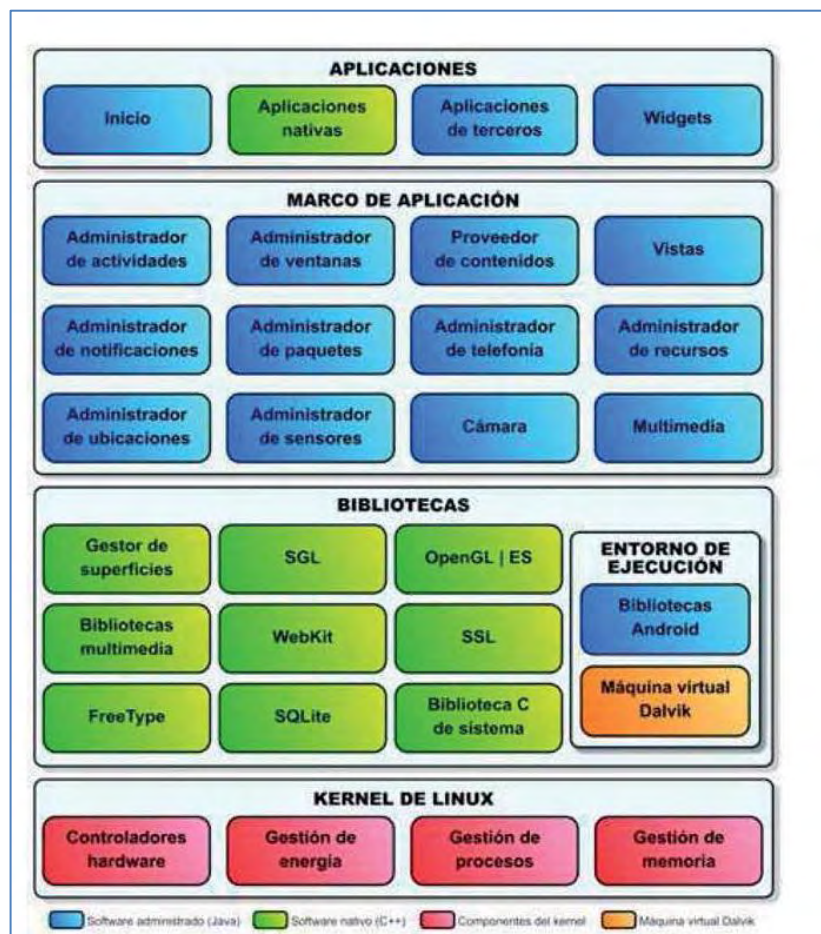 APLICACIONES
Inicio
Aplicaciones
nativas
Aplicaciones
de terceros
Widgets
MARCO DE APLICACIÓN
Administrador
de actividades
Administrador
de ventanas
Proveedor
de contenidos
Vistas
Administrador
de notificaciones
Administrador
de paquetes
Administrador
de telefonía
Administrador
de recursos
Administrador
de ubicaciones
Administrador
de sensores
Cámara
Multimedia
BIBLIOTECAS
Gestor de
superficies
SGL
OpenGL | ES
Bibliotecas
multimedia
WebKit
SSL
FreeType
SQLite
Biblioteca C
de sistema
ENTORNO DE
EJECUCIÓN
Bibliotecas
Android
Máquina virtual
Dalvik
KERNEL DE LINUX
Controladores
hardware
Gestión de
energía
Gestión de
procesos
Gestión de
memoria
Software administrado (Java)
Software nativo (C++)
Componentes del kernel
Máquina virtual Dalvik